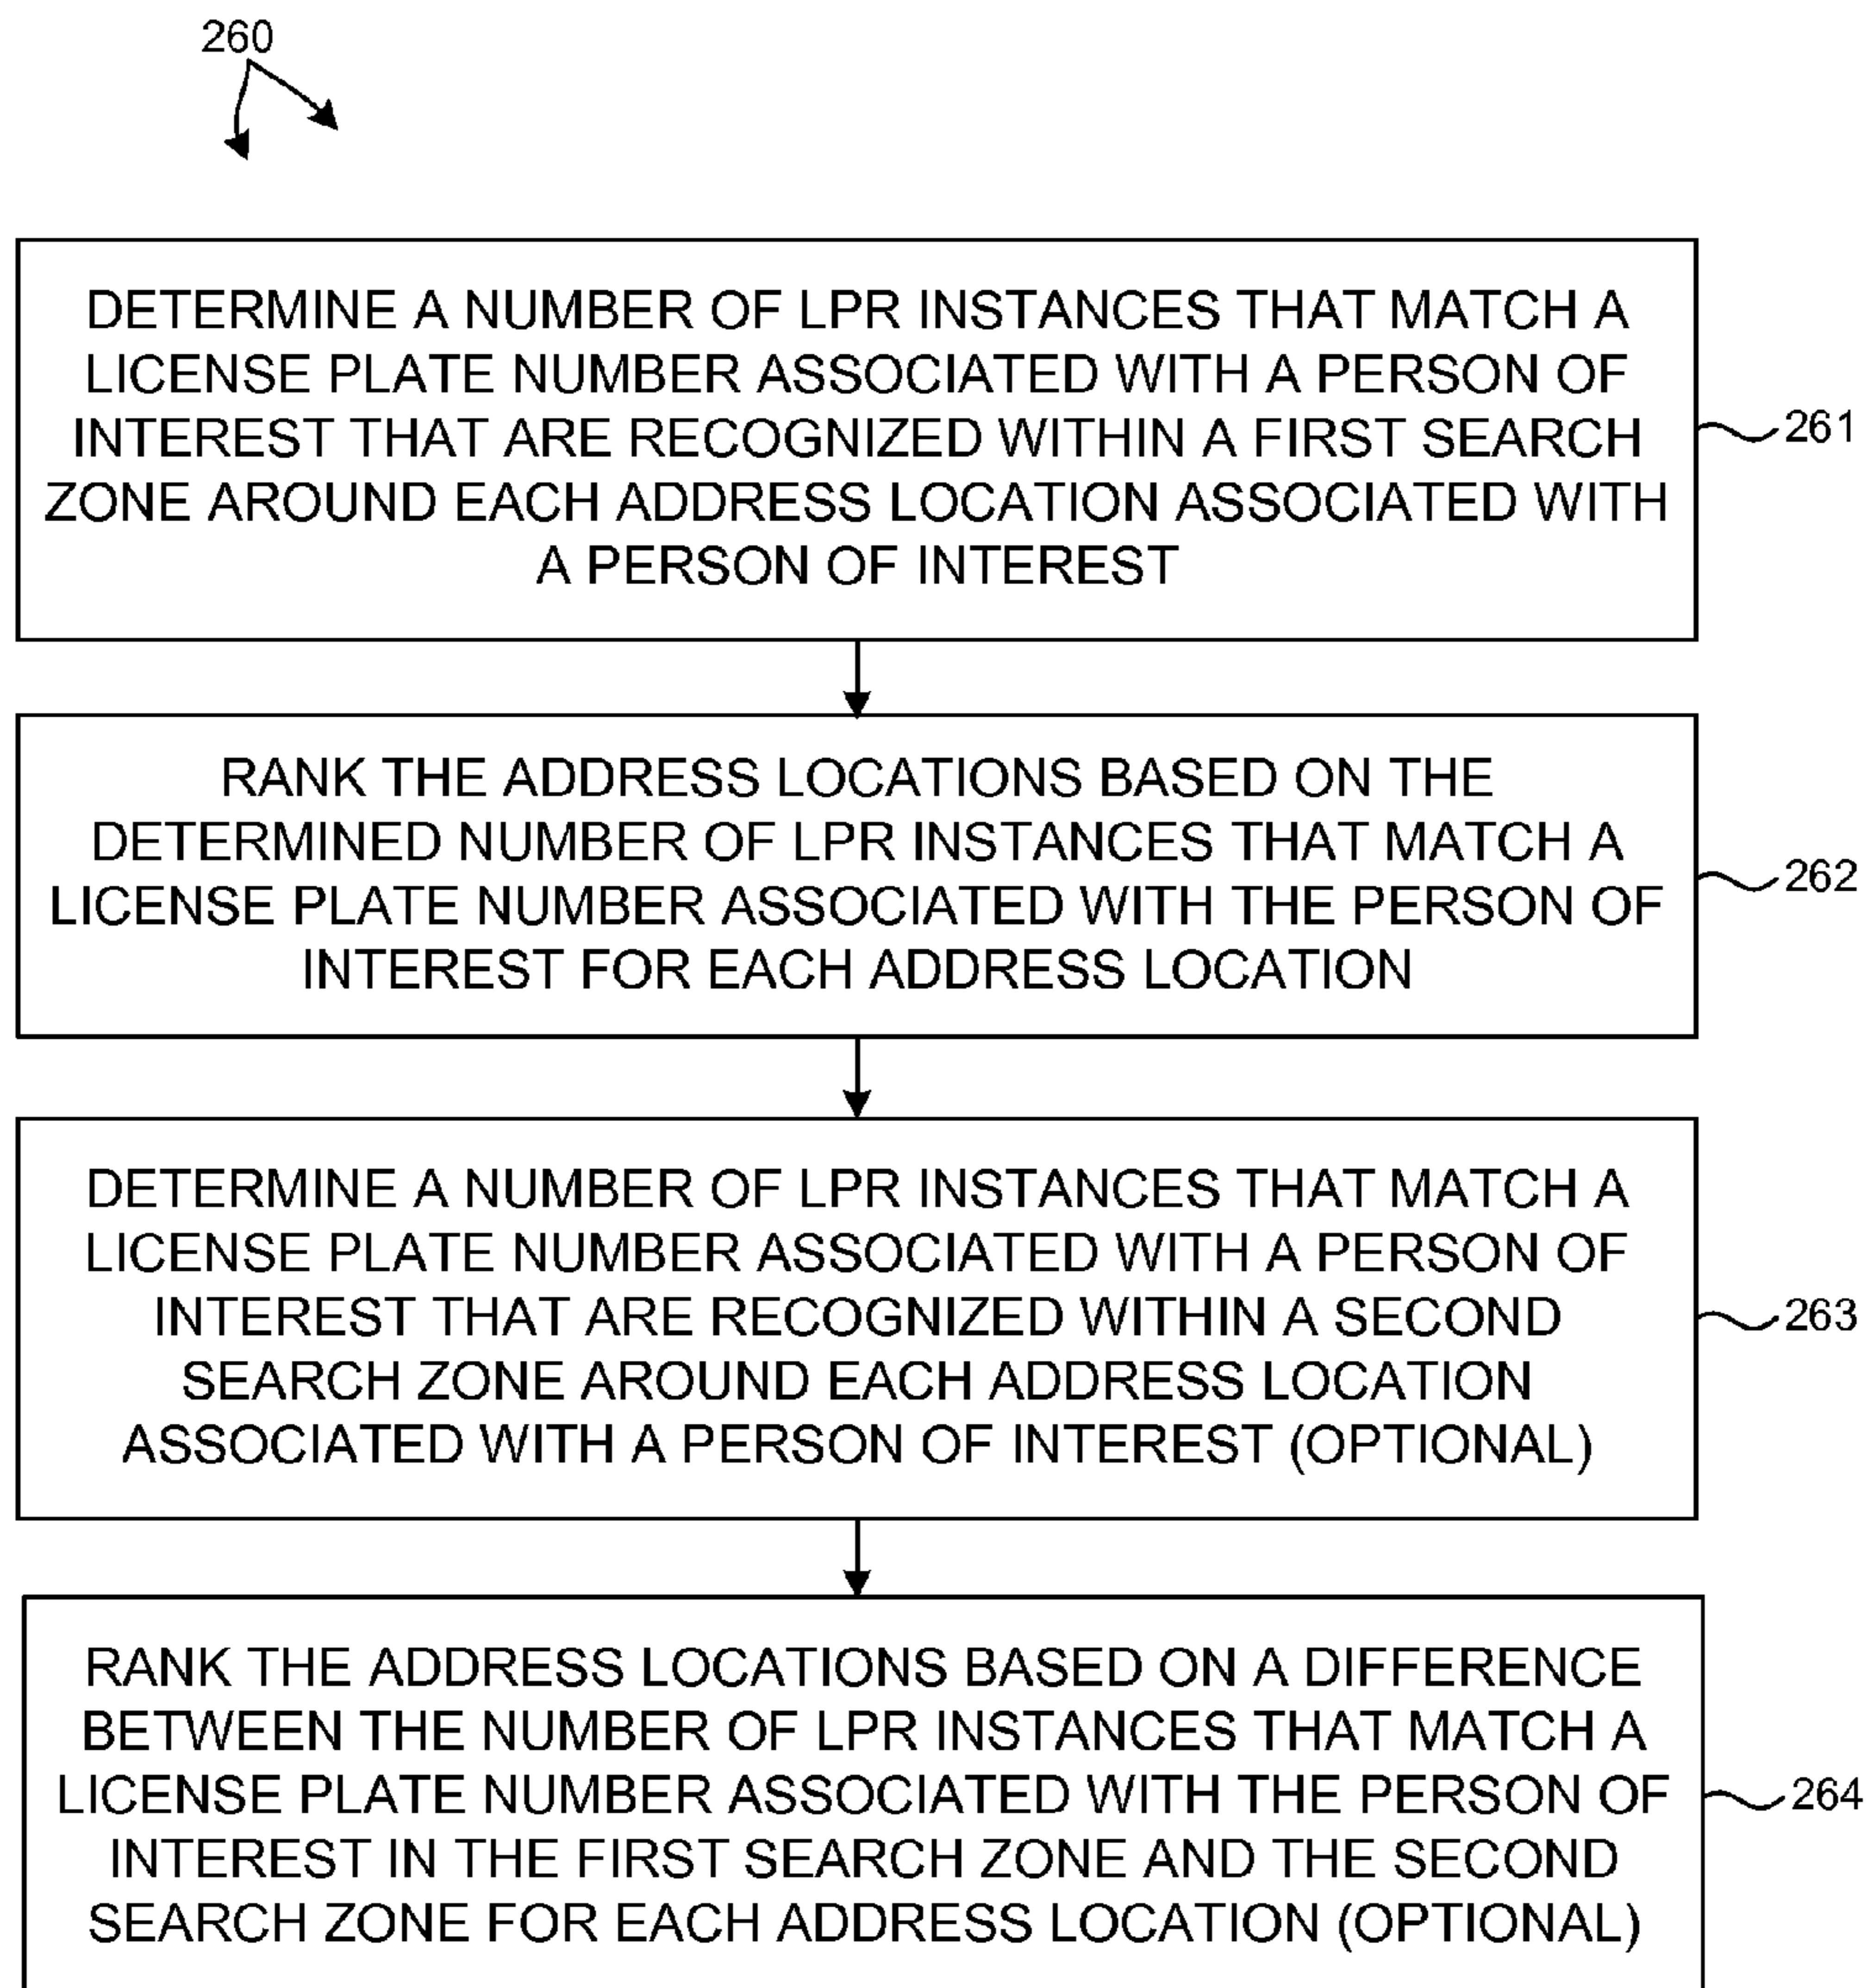 260
DETERMINE A NUMBER OF LPR INSTANCES THAT MATCH A
LICENSE PLATE NUMBER ASSOCIATED WITH A PERSON OF
INTEREST THAT ARE RECOGNIZED WITHIN A FIRST SEARCH
ZONE AROUND EACH ADDRESS LOCATION ASSOCIATED WITH
A PERSON OF INTEREST
261
RANK THE ADDRESS LOCATIONS BASED ON THE
DETERMINED NUMBER OF LPR INSTANCES THAT MATCH A
LICENSE PLATE NUMBER ASSOCIATED WITH THE PERSON OF
INTEREST FOR EACH ADDRESS LOCATION
262
DETERMINE A NUMBER OF LPR INSTANCES THAT MATCH A
LICENSE PLATE NUMBER ASSOCIATED WITH A PERSON OF
INTEREST THAT ARE RECOGNIZED WITHIN A SECOND
SEARCH ZONE AROUND EACH ADDRESS LOCATION
ASSOCIATED WITH A PERSON OF INTEREST (OPTIONAL)
263
RANK THE ADDRESS LOCATIONS BASED ON A DIFFERENCE
BETWEEN THE NUMBER OF LPR INSTANCES THAT MATCH A
LICENSE PLATE NUMBER ASSOCIATED WITH THE PERSON OF
INTEREST IN THE FIRST SEARCH ZONE AND THE SECOND
SEARCH ZONE FOR EACH ADDRESS LOCATION (OPTIONAL)
264